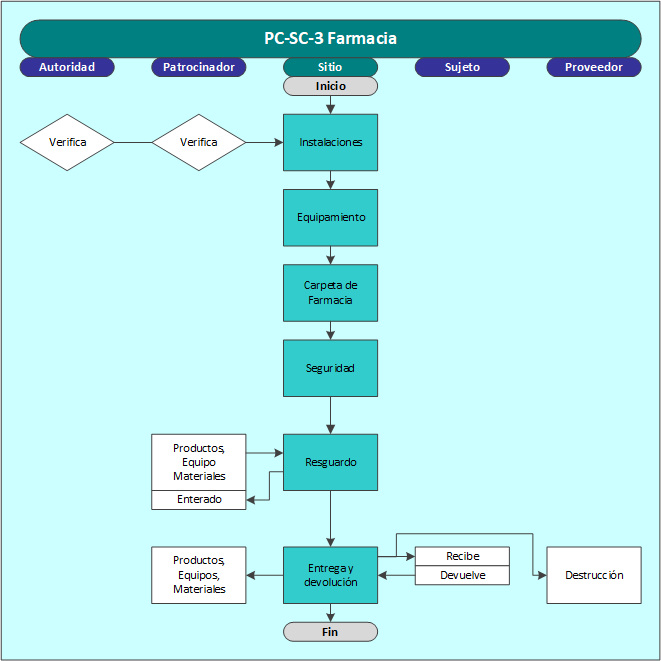 PC-SC-3 Farmacia
Autoridad
Patrocinador
Sitio
Sujeto
Proveedor
Inicio
Verifica
Verifica
Instalaciones
Equipamiento
Carpeta de
Farmacia
Seguridad
Productos,
Equipo
Materiales
Enterado
Resguardo
Productos,
Equipos,
Materiales
Entrega y
devolución
Recibe
Devuelve
Destrucción
Fin